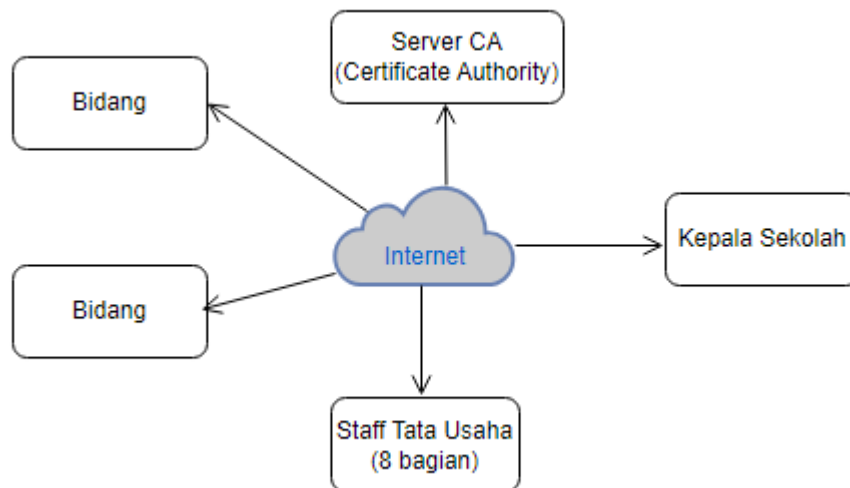 Server CA
(Certificate Authority)
Bidang
Kepala Sekolah
Internet
Bidang
Staff Tata Usaha
(8 bagian)